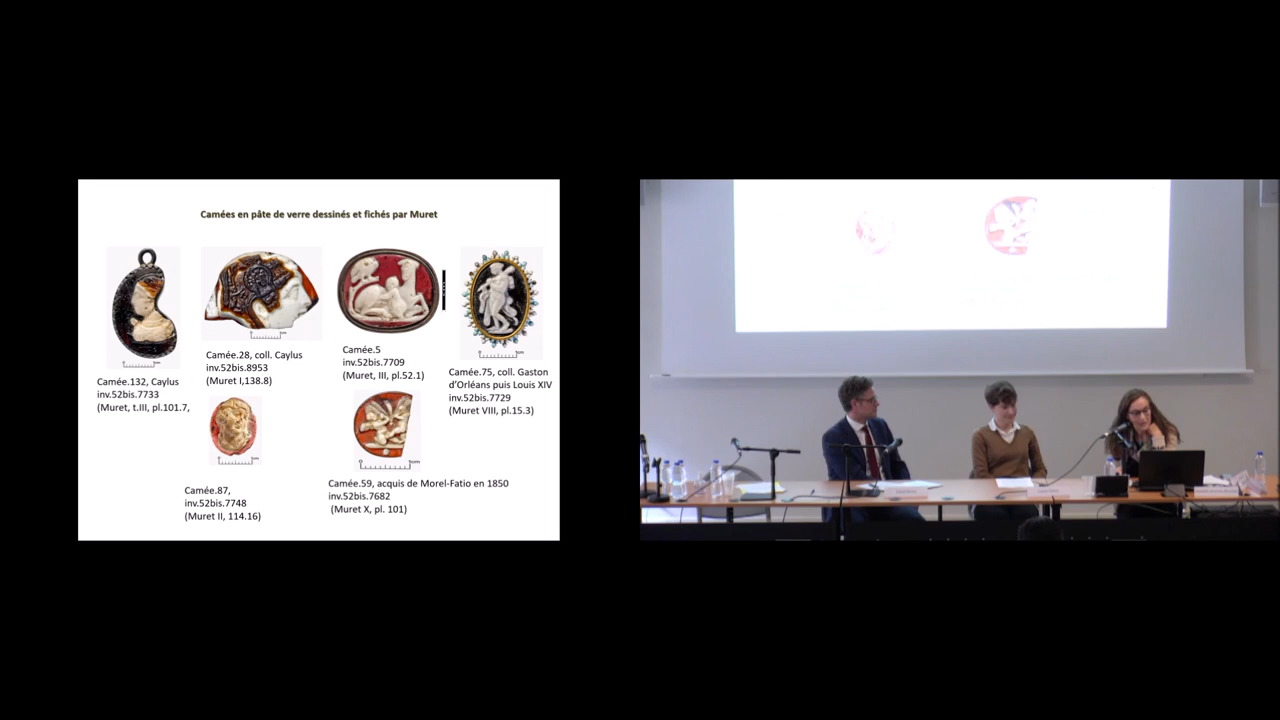 Camées en pâte de verre dessinés et fichés par Muret
Camée.132, Caylus
inv.52bis.7733
(Muret, t.III, pl.101.7,
Camée.28, coll. Caylus
inv.52bis.8953
(Muret I,138.8)
Camée.5
inv.52bis.7709
(Muret, III, pl.52.1)
Camée.75, coll. Gaston
d'Orléans puis Louis XIV
inv.52bis.7729
(Muret VIII, pl.15.3)
Camée.87,
inv.52bis.7748
(Muret II, 114.16)
Camée.59, acquis de Morel-Fatio en 1850
inv.52bis.7682
(Muret X, pl. 101)